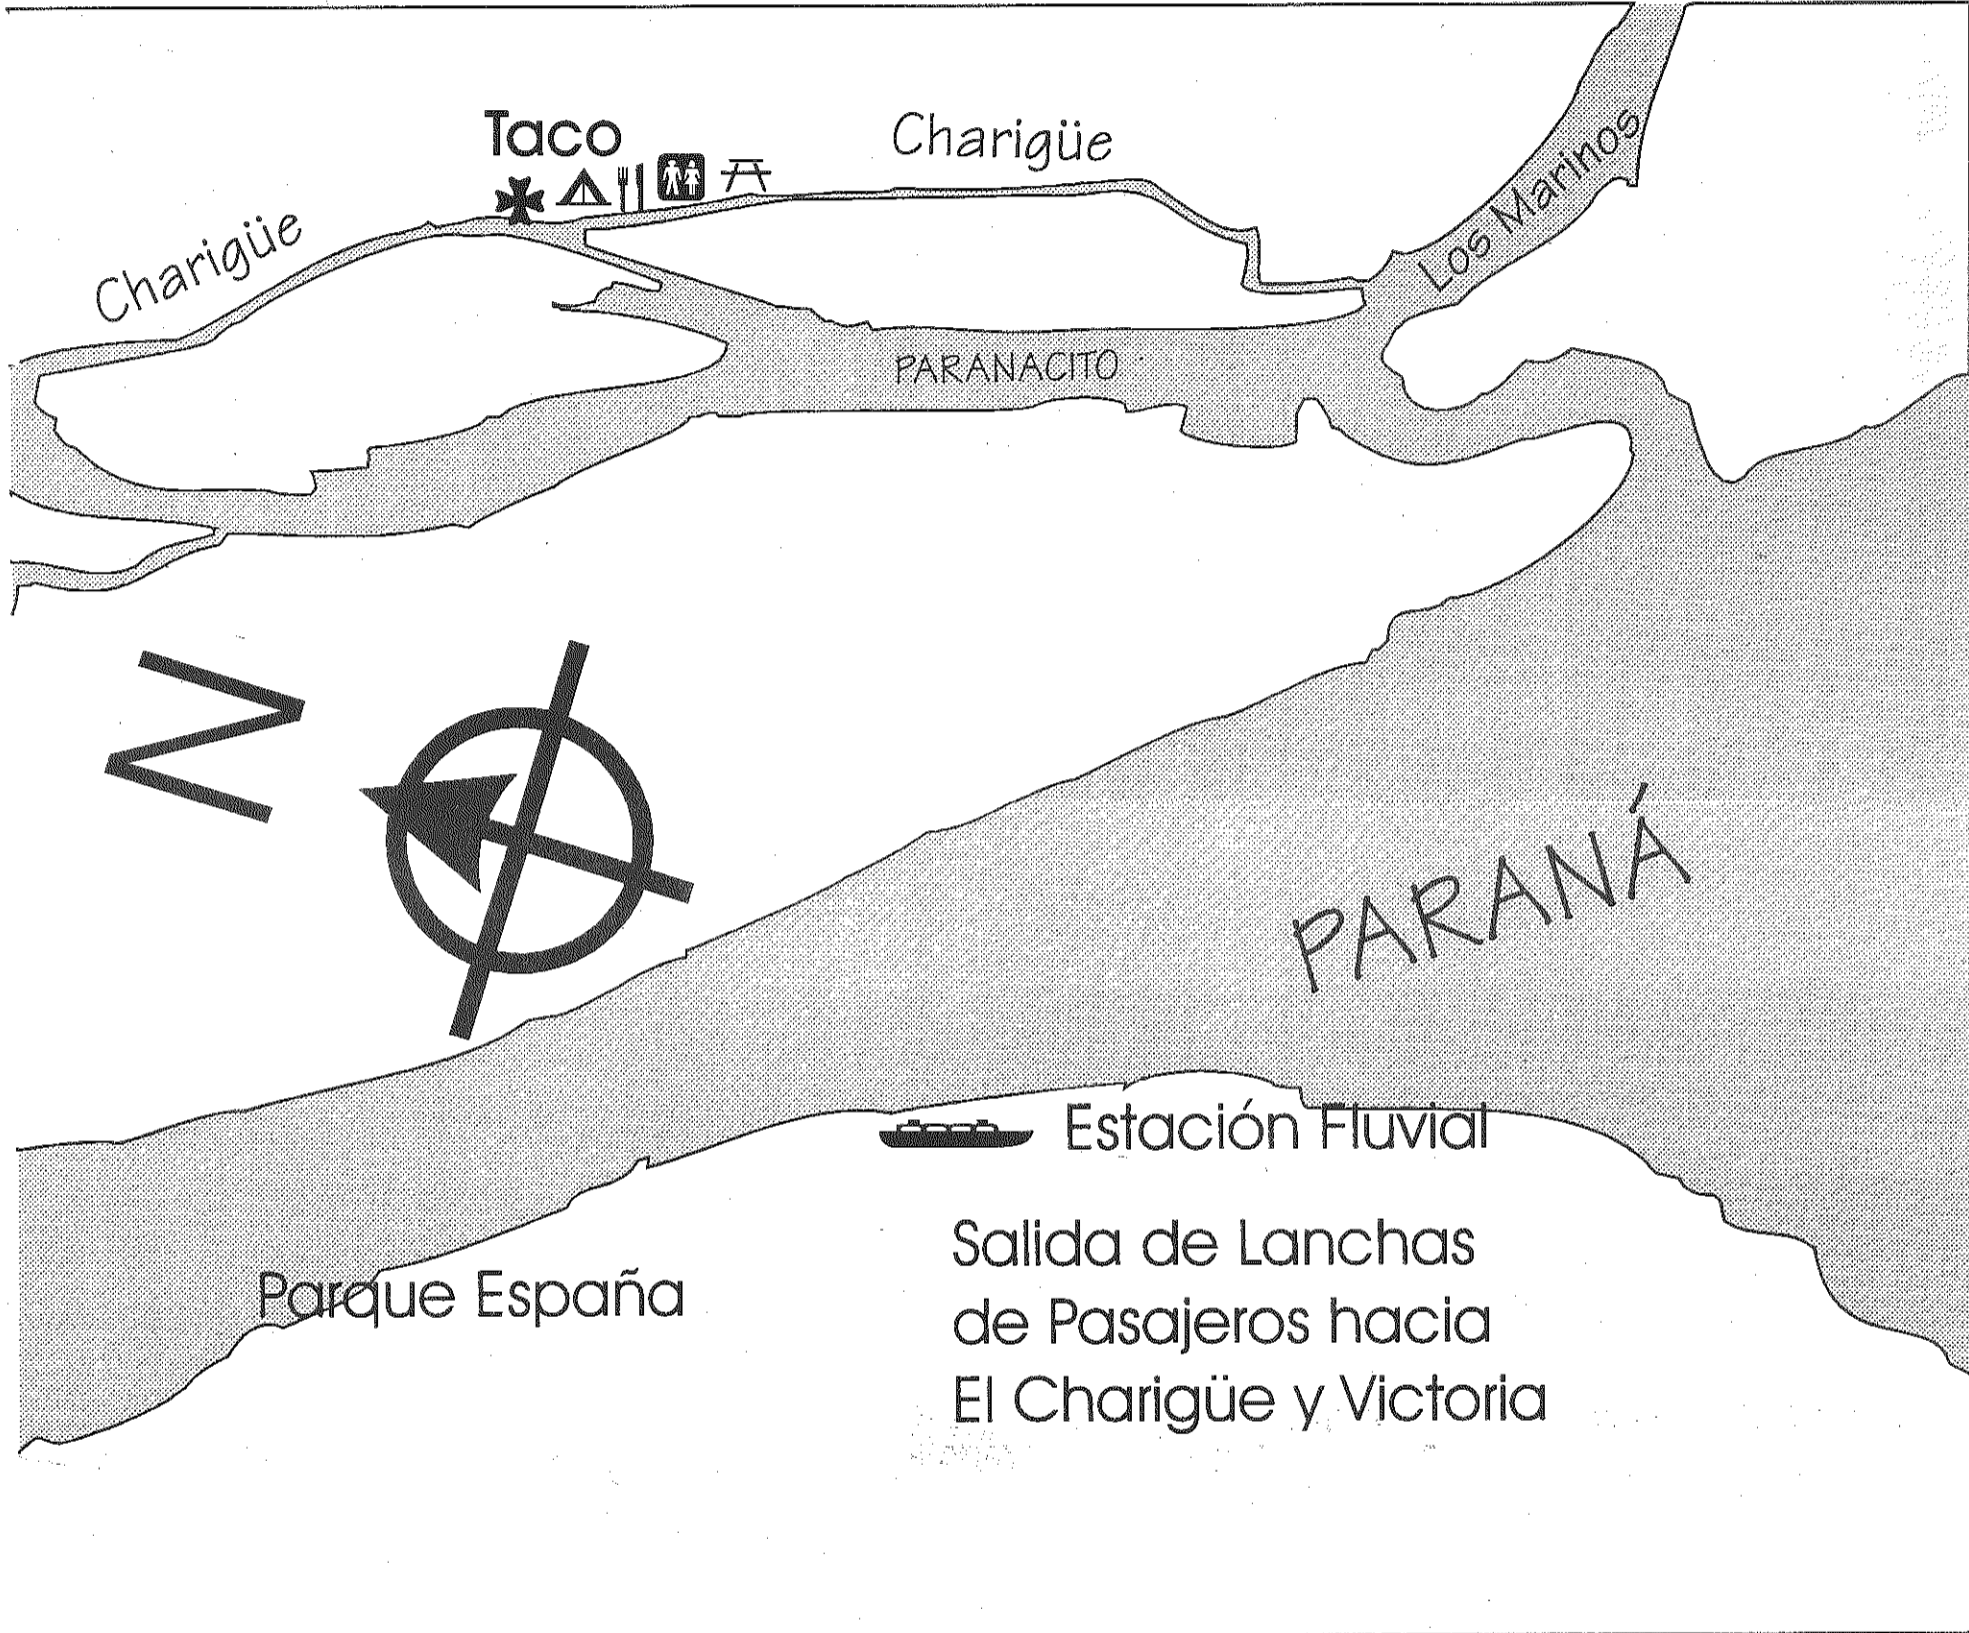 Taco
Charigüe
Charigüe
Los Marinos
PARANACITO
N
PARANÁ
Estación Fluvial
Salida de Lanchas
de Pasajeros hacia
El Charigüe y Victoria
Parque España